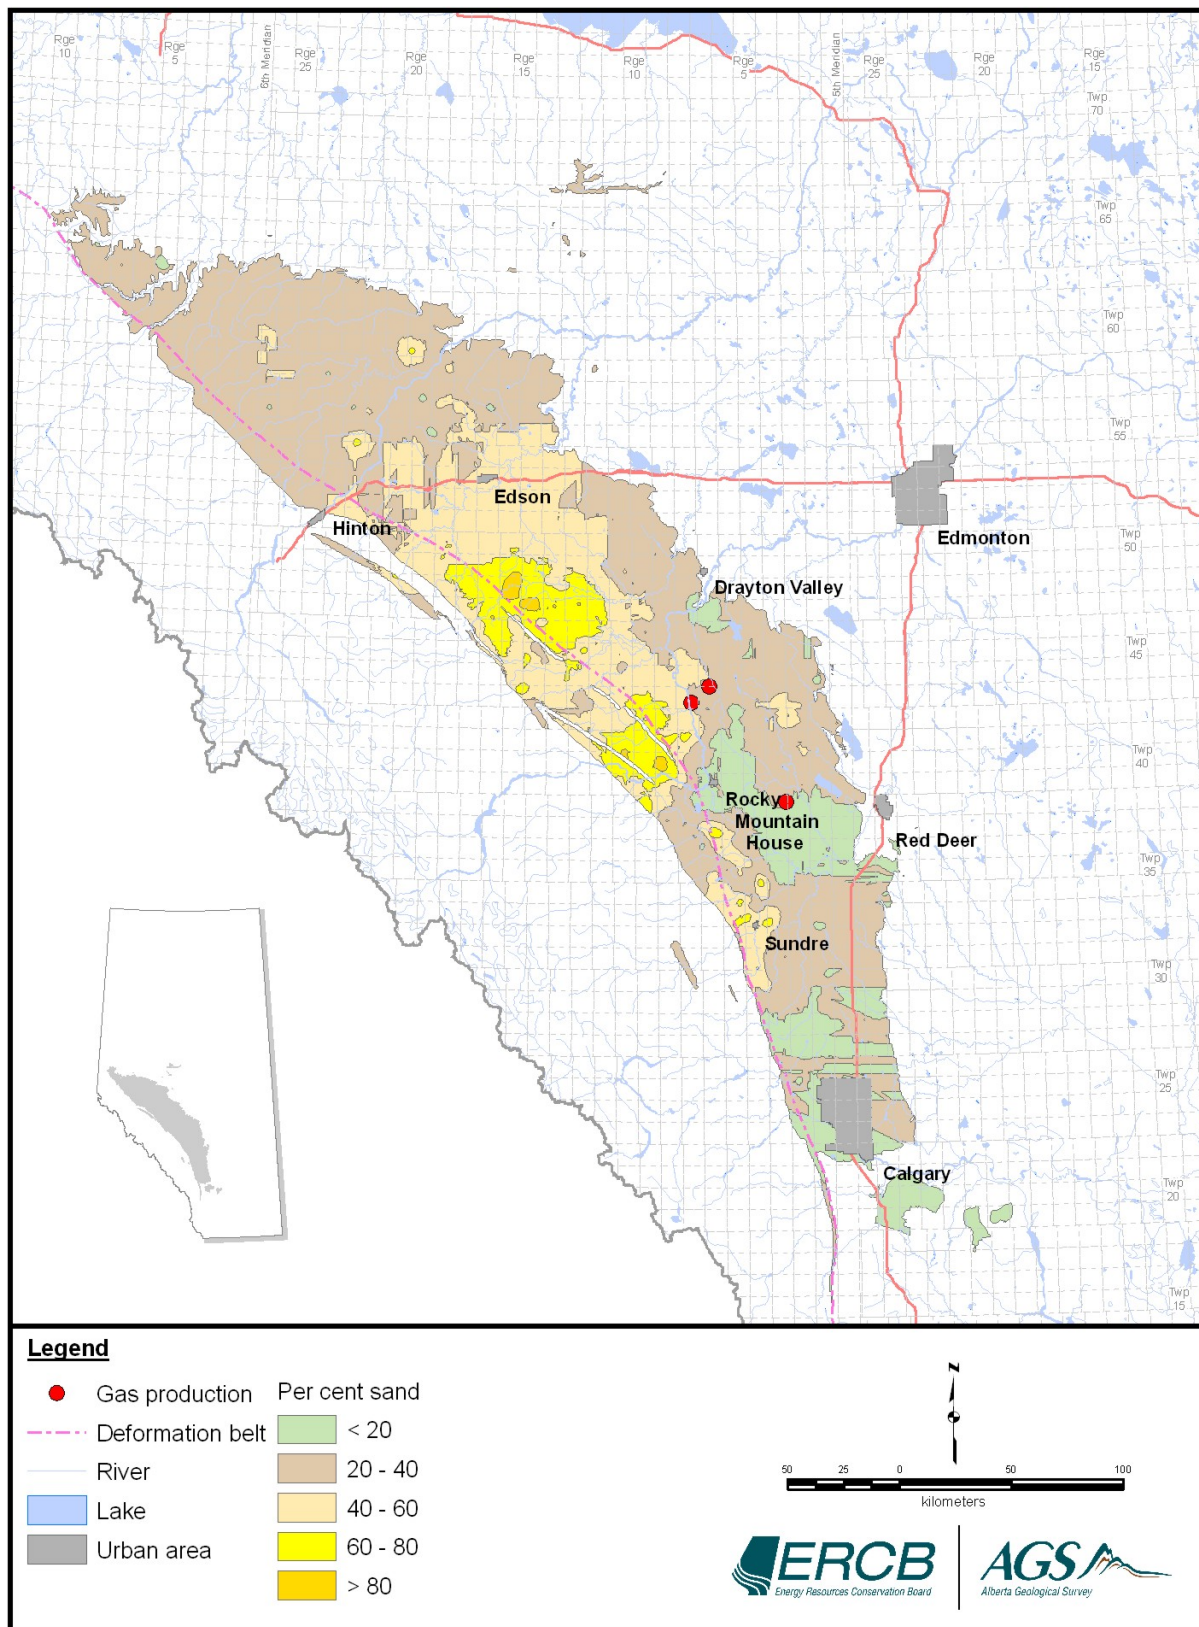 Rge
10
Rge
5
6th Meridian
Rge
25
Rge
20
Rge
15
Rge
10
Rge
5
5th Meridian
Rge
25
Rge
20
Rge
15
Twp
70
Twp
65
Twp
60
Twp
55
Edson
Hinton
Edmonton
Twp
50
Drayton Valley
Twp
45
Twp
40
Rocky
Mountain
House
Red Deer
Twp
35
Sundre
Twp
30
Twp
25
Calgary
Twp
20
Twp
15
Legend
Gas production
Deformation belt
River
Lake
Urban area
Per cent sand
< 20
20 - 40
40 - 60
60 - 80
> 80
N
50 25 0 50 100
kilometers
ERCB
Energy Resources Conservation Board
AGS
Alberta Geological Survey